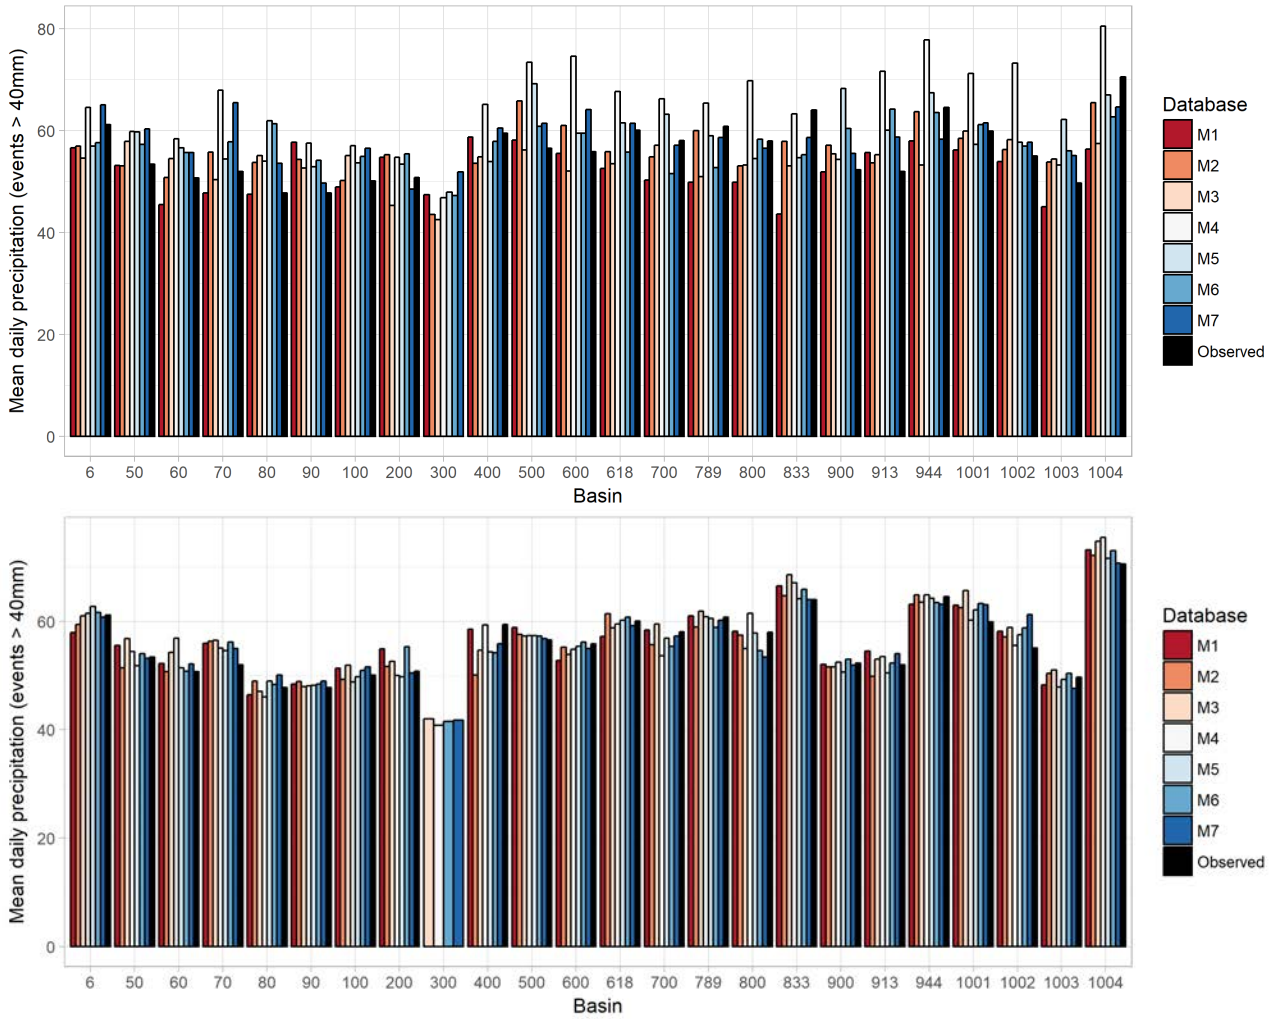 Mean daily precipitation (events > 40mm)
80
60
40
20
0
6 50 60 70 80 90 100 200 300 400 500 600 618 700 789 800 833 900 913 944 1001 1002 1003 1004
Basin
Database
M1
M2
M3
M4
M5
M6
M7
Observed
Mean daily precipitation (events > 40mm)
60
40
20
0
6 50 60 70 80 90 100 200 300 400 500 600 618 700 789 800 833 900 913 944 1001 1002 1003 1004
Basin
Database
M1
M2
M3
M4
M5
M6
M7
Observed